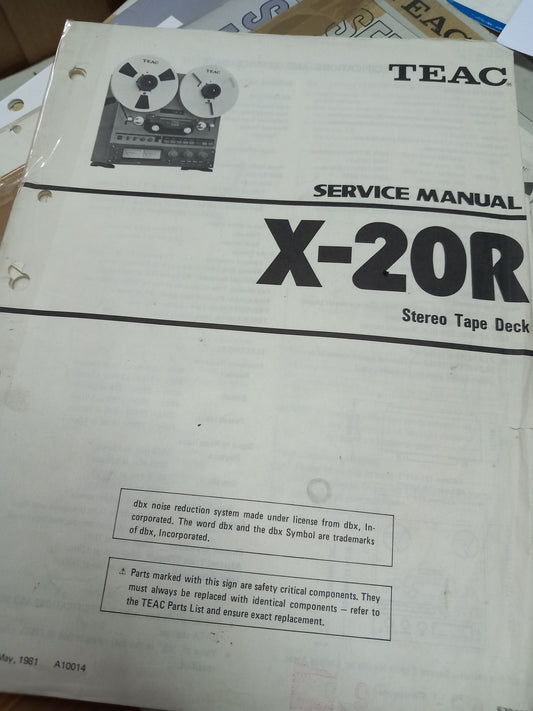 TEAC
TEAC
TEAC
TEAC®
SERVICE MANUAL
X-20R
Stereo Tape Deck
dbx noise reduction system made under license from dbx, In-
corporated. The word dbx and the dbx Symbol are trademarks
of dbx, Incorporated.
⚠ Parts marked with this sign are safety critical components. They
must always be replaced with identical components — refer to
the TEAC Parts List and ensure exact replacement.
May, 1981 A10014